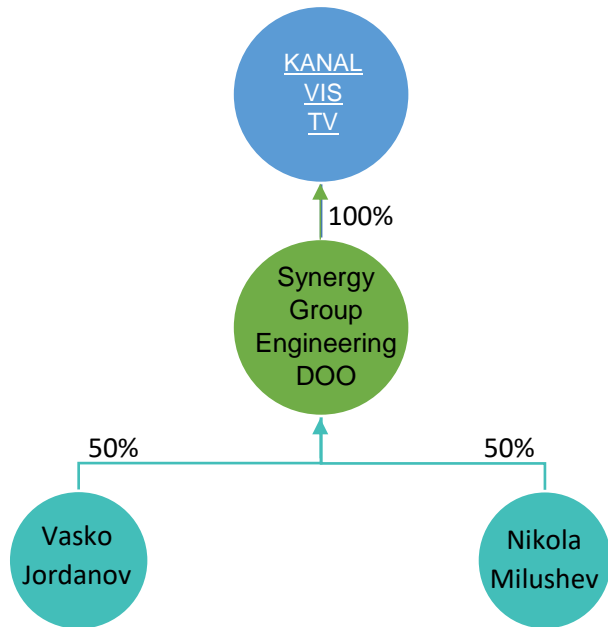 KANAL
VIS
TV
100%
Synergy
Group
Engineering
DOO
50%
50%
Vasko
Jordanov
Nikola
Milushev